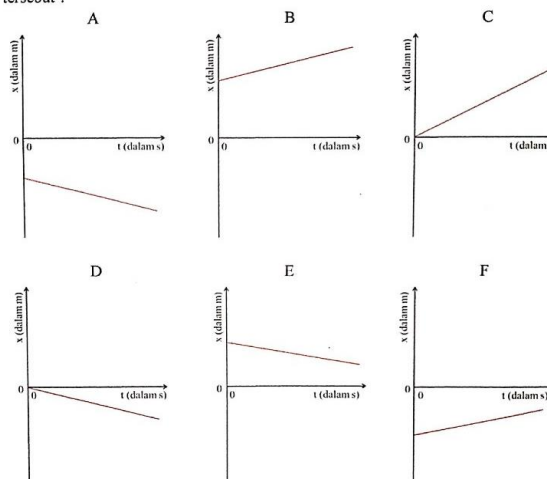 tersebut ?
A B C
x (dalam m) x (dalam m) x (dalam m)
0 0 0
0 t (dalam s) 0 t (dalam s) 0 t (dalam
D E F
x (dalam m) x (dalam m) x (dalam m)
0 0 0
0 t (dalam s) 0 t (dalam s) 0 t (dalam s